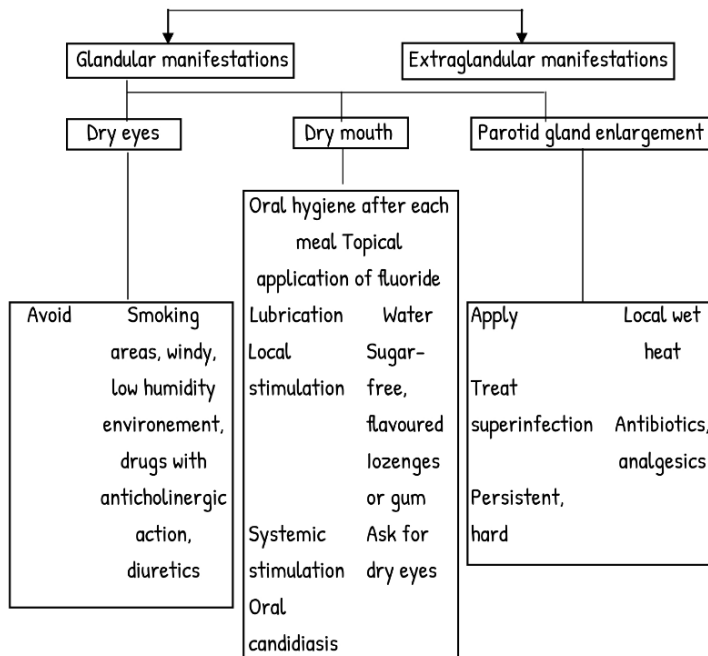 Glandular manifestations
Extraglandular manifestations
Dry eyes
Dry mouth
Parotid gland enlargement
Avoid Smoking
areas, windy,
low humidity
environement,
drugs with
anticholinergic
action,
diuretics
Oral hygiene after each
meal Topical
application of fluoride
Lubrication Water
Local Sugar-
stimulation free,
flavoured
lozenges
or gum
Systemic Ask for
stimulation dry eyes
Oral
candidiasis
Apply Local wet
heat
Treat
superinfection Antibiotics,
analgesics
Persistent,
hard